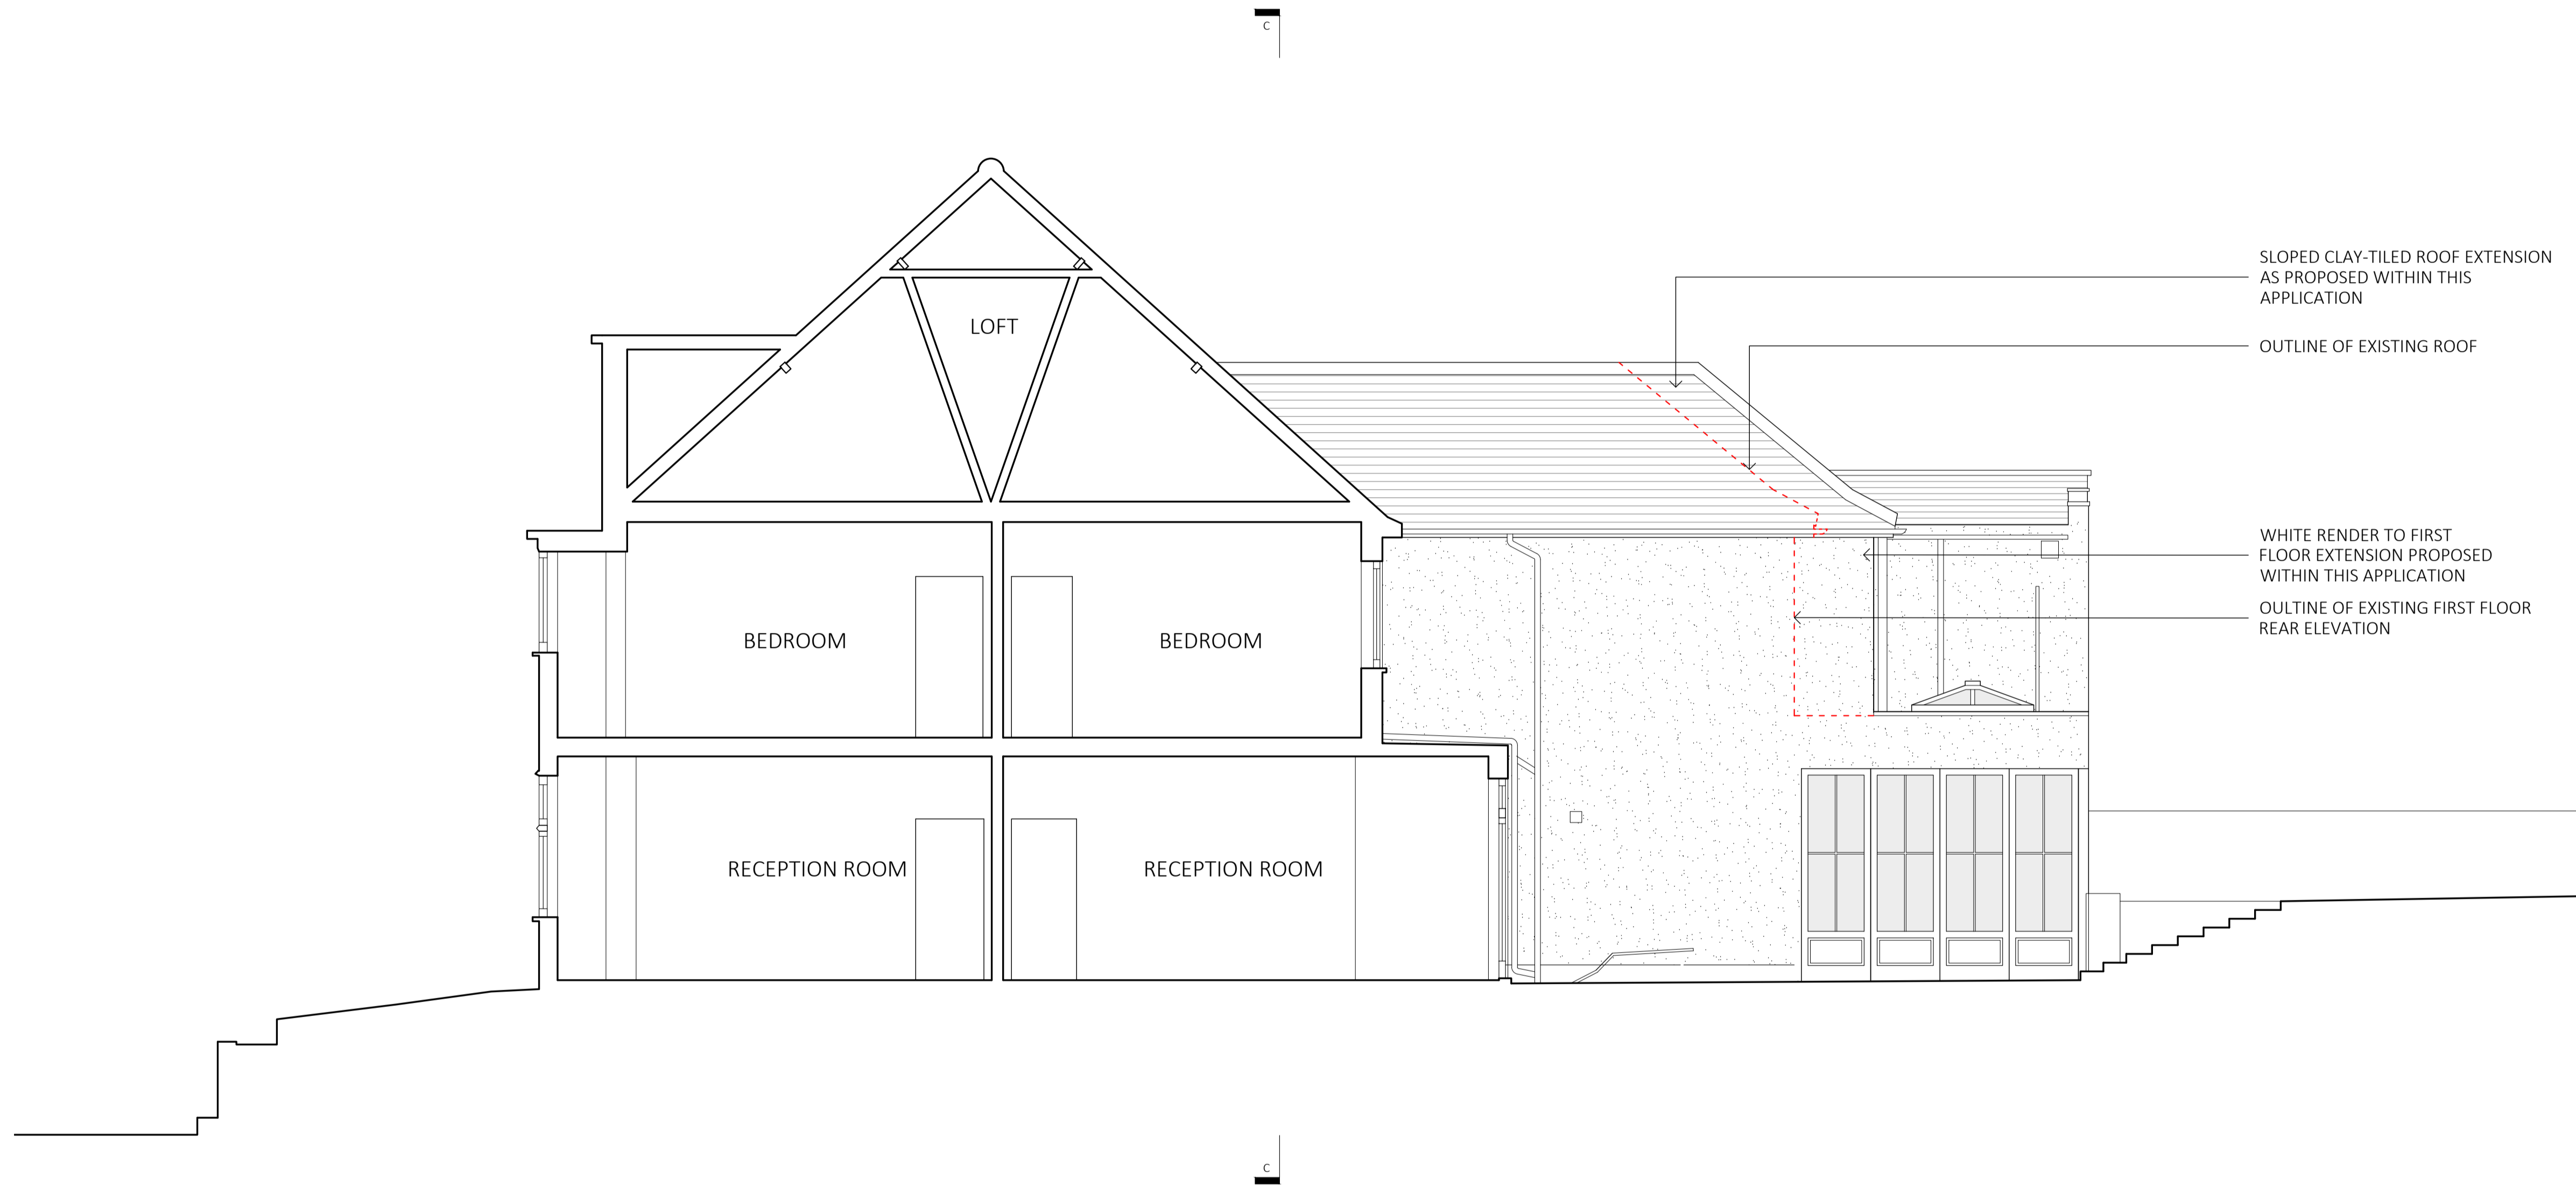 C
SLOPED CLAY-TILED ROOF EXTENSION
AS PROPOSED WITHIN THIS
APPLICATION
LOFT
OUTLINE OF EXISTING ROOF
WHITE RENDER TO FIRST
FLOOR EXTENSION PROPOSED
WITHIN THIS APPLICATION
OULTINE OF EXISTING FIRST FLOOR
REAR ELEVATION
BEDROOM
BEDROOM
RECEPTION ROOM
RECEPTION ROOM
C